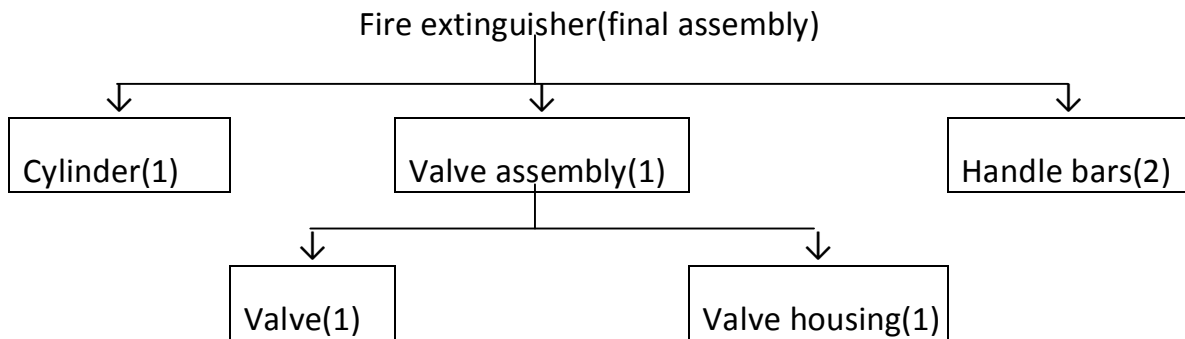 Fire extinguisher(final assembly)
Cylinder(1)
Valve assembly(1)
Handle bars(2)
Valve(1)
Valve housing(1)